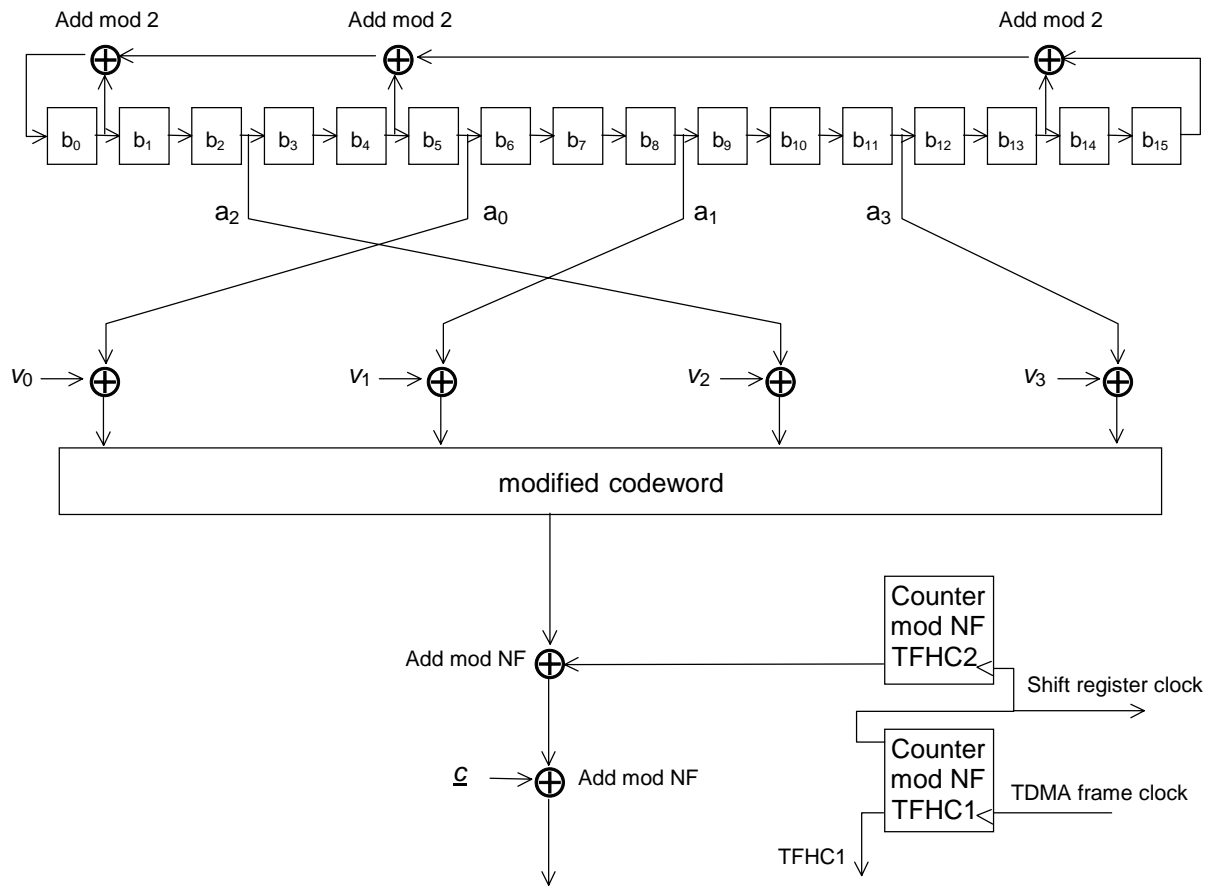 Add mod 2 Add mod 2 Add mod 2
b₀ b₁ b₂ b₃ b₄ b₅ b₆ b₇ b₈ b₉ b₁₀ b₁₁ b₁₂ b₁₃ b₁₄ b₁₅
a₂ a₀ a₁ a₃
v₀ v₁ v₂ v₃
modified codeword
Counter
mod NF
TFHC2
Add mod NF
Shift register clock
Counter
mod NF
TFHC1
c Add mod NF
TDMA frame clock
TFHC1